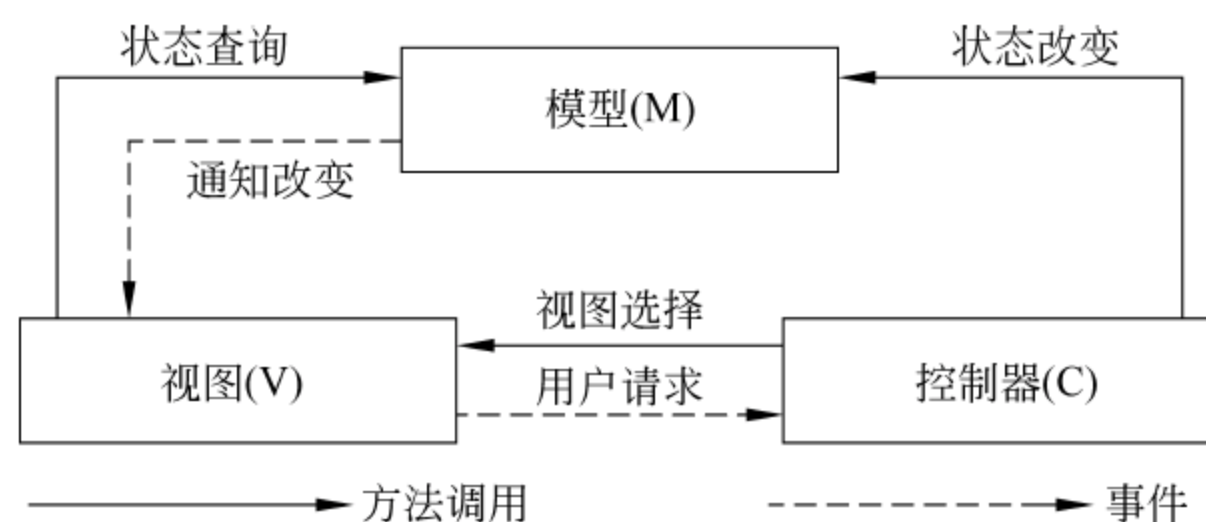 状态查询
状态改变
模型(M)
通知改变
视图选择
视图(V)
用户请求
控制器(C)
方法调用
事件